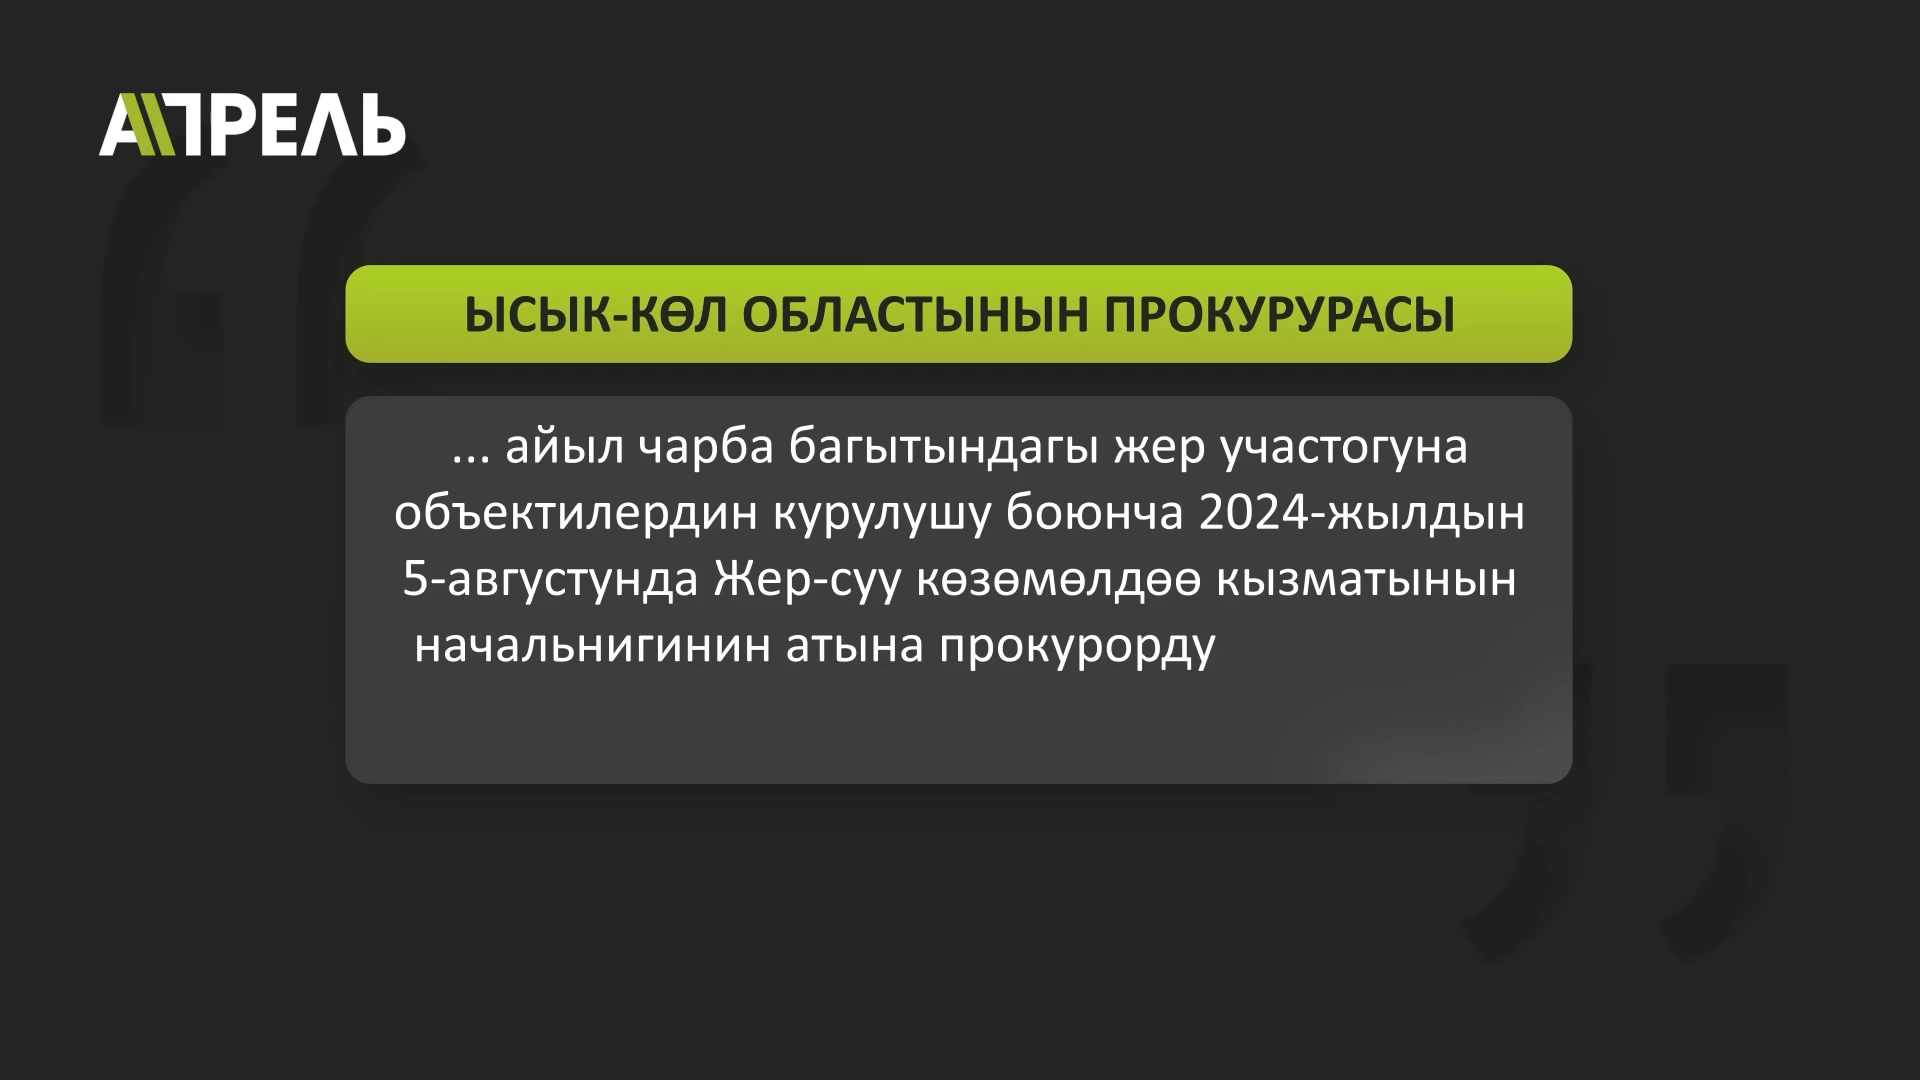 АПРЕЛЬ
ЫСЫК-КӨЛ ОБЛАСТЫНЫН ПРОКУРУРАСЫ
... айыл чарба багытындагы жер участогуна
объектилердин курулушу боюнча 2024-жылдын
5-августунда Жер-суу көзөмөлдөө кызматынын
начальнигинин атына прокурорду